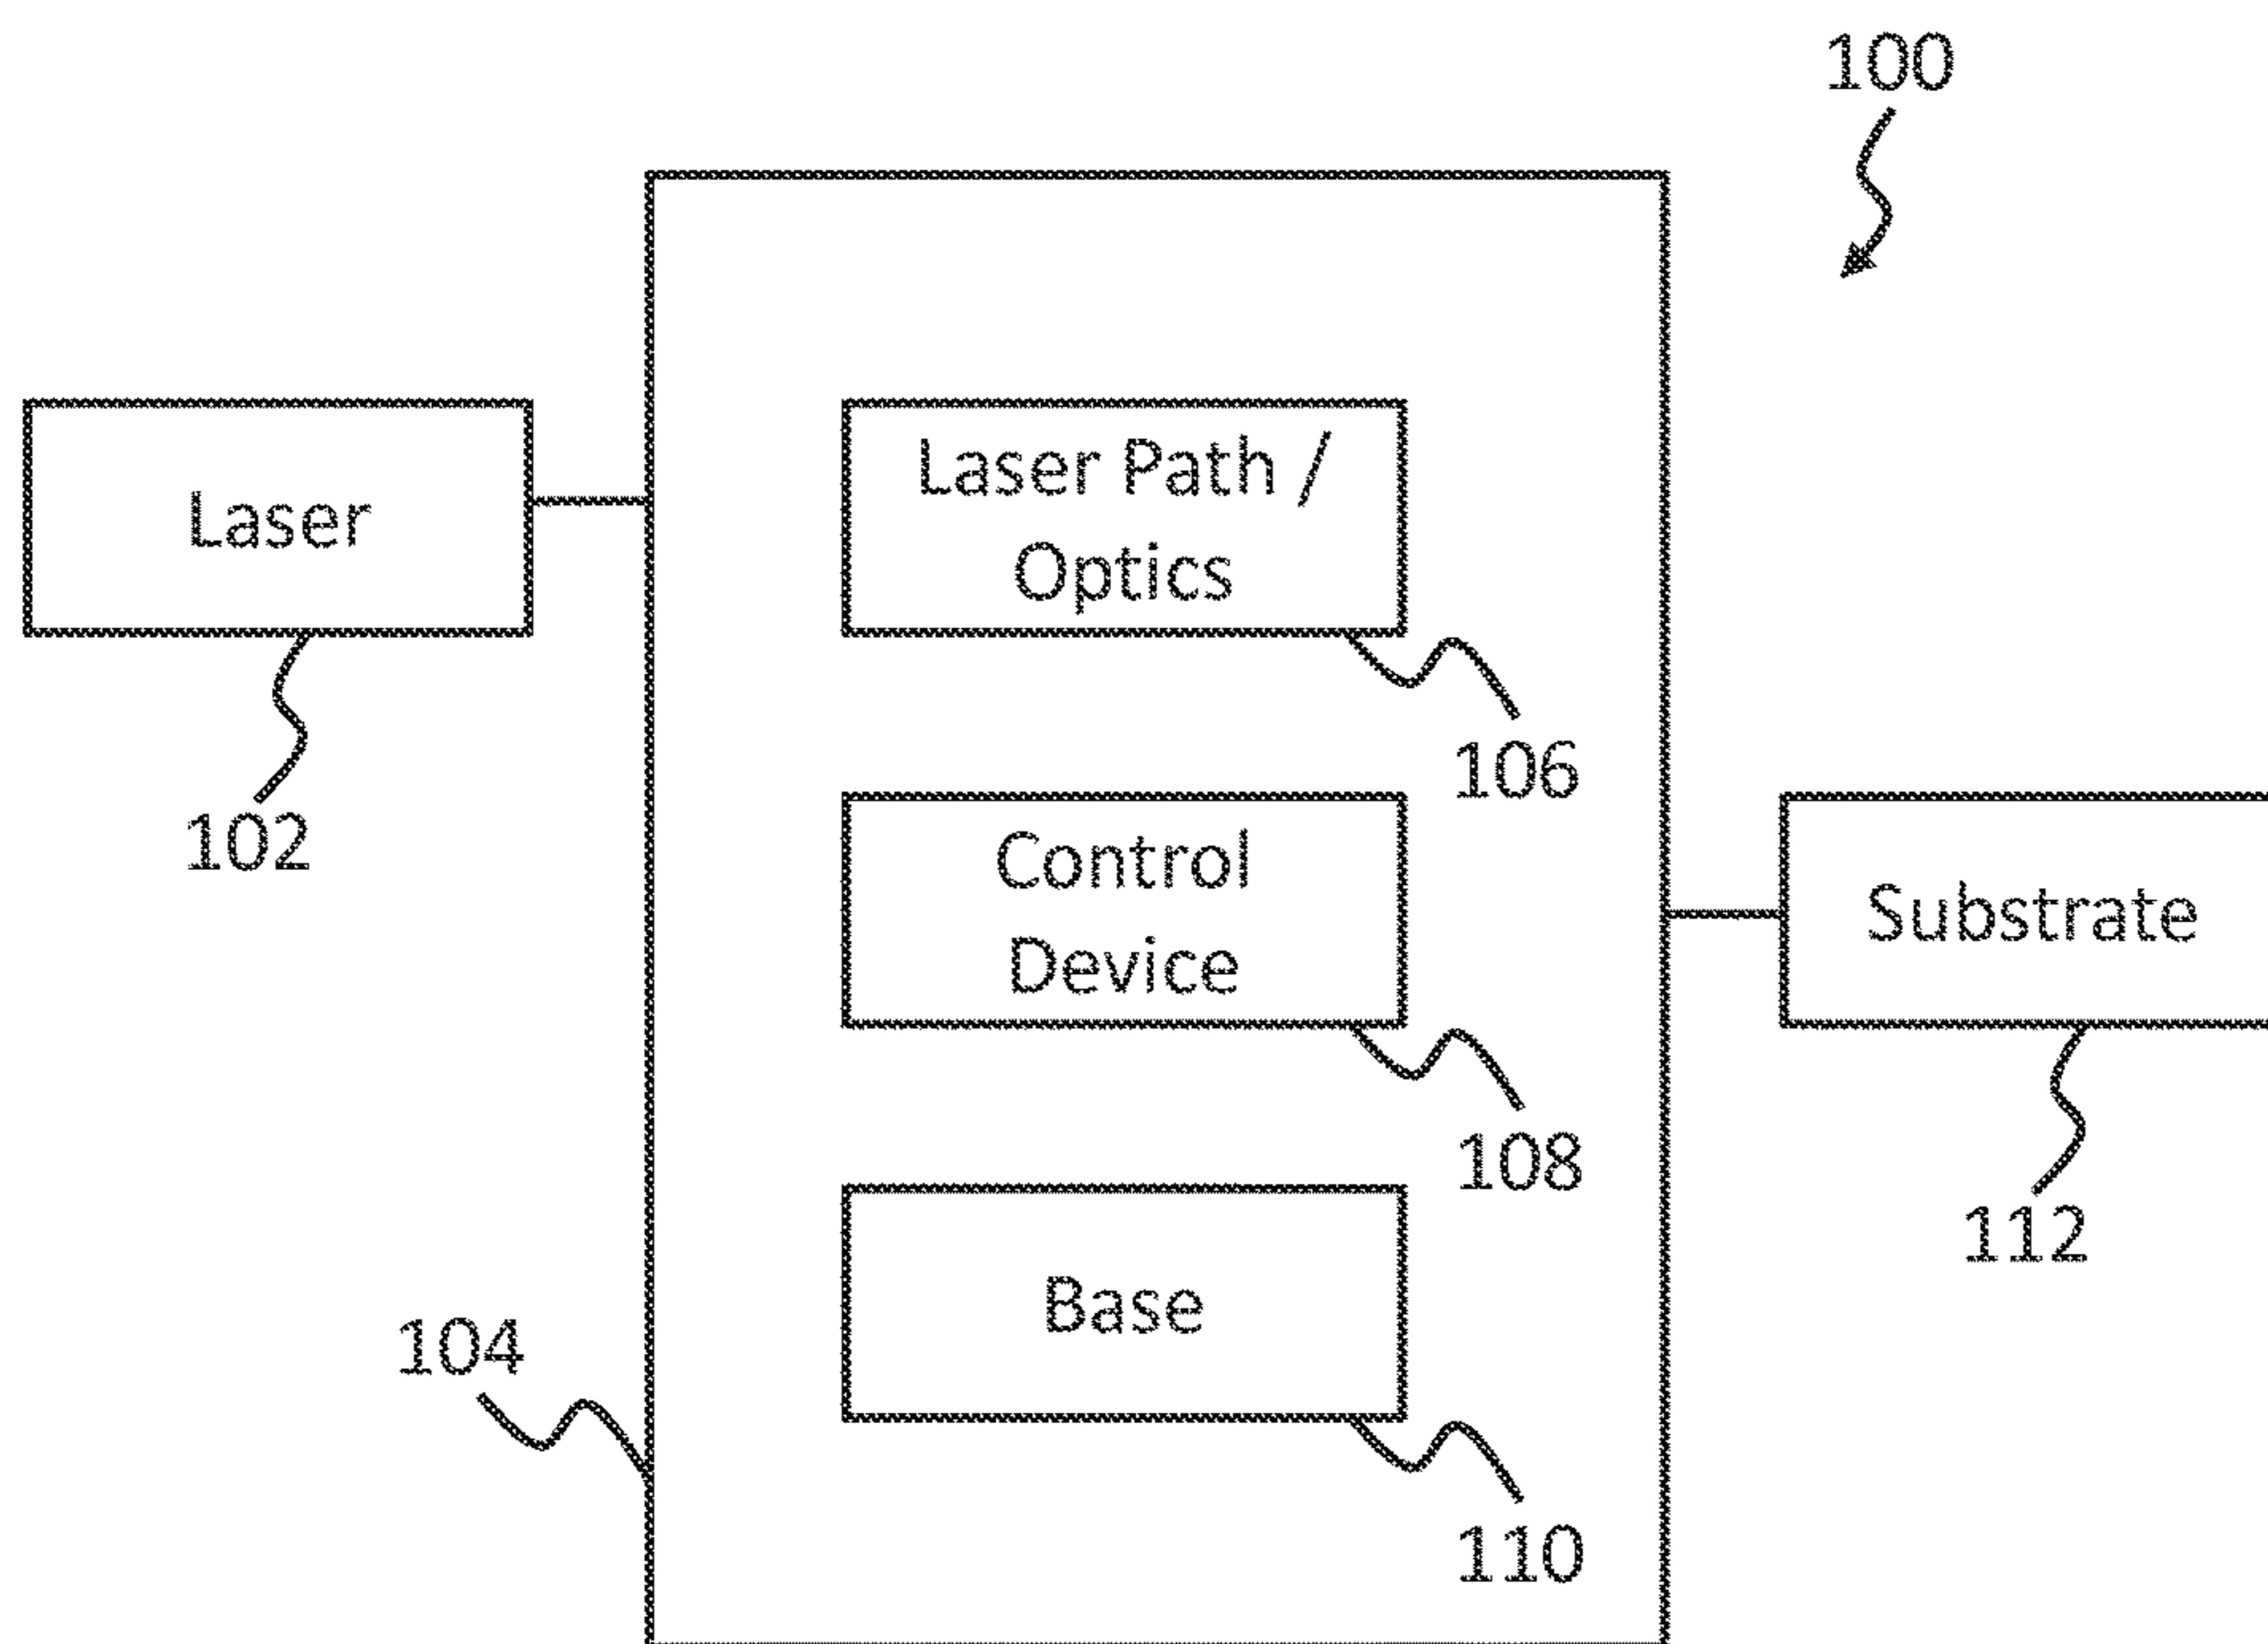 100
Laser
Laser Path /
Optics
106
102
Control
Device
Substrate
108
112
Base
104
110